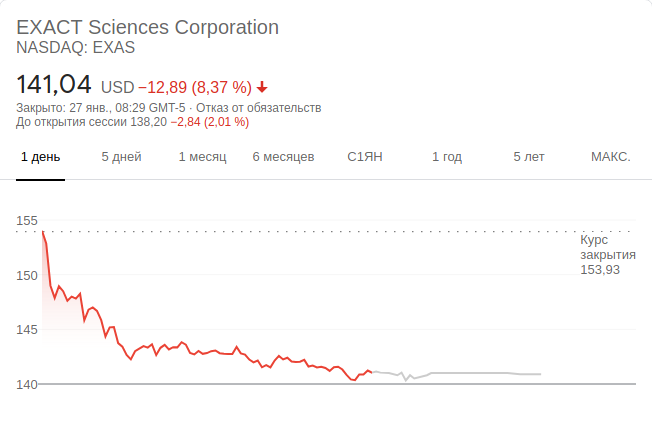 EXACT Sciences Corporation
NASDAQ: EXAS
141,04 USD −12,89 (8,37 %)
Закрыто: 27 янв., 08:29 GMT-5 · Отказ от обязательств
До открытия сессии 138,20 −2,84 (2,01 %)
1 день 5 дней 1 месяц 6 месяцев С1ЯН 1 год 5 лет МАКС.
155
Курс
закрытия
153,93
150
145
140